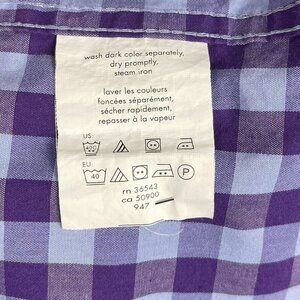 wash dark color separately,
dry promptly,
steam iron
laver les couleurs
foncées séparément,
sécher rapidement,
repasser à la vapeur
US:
EU:
40 P
rn 36543
ca 50900
947